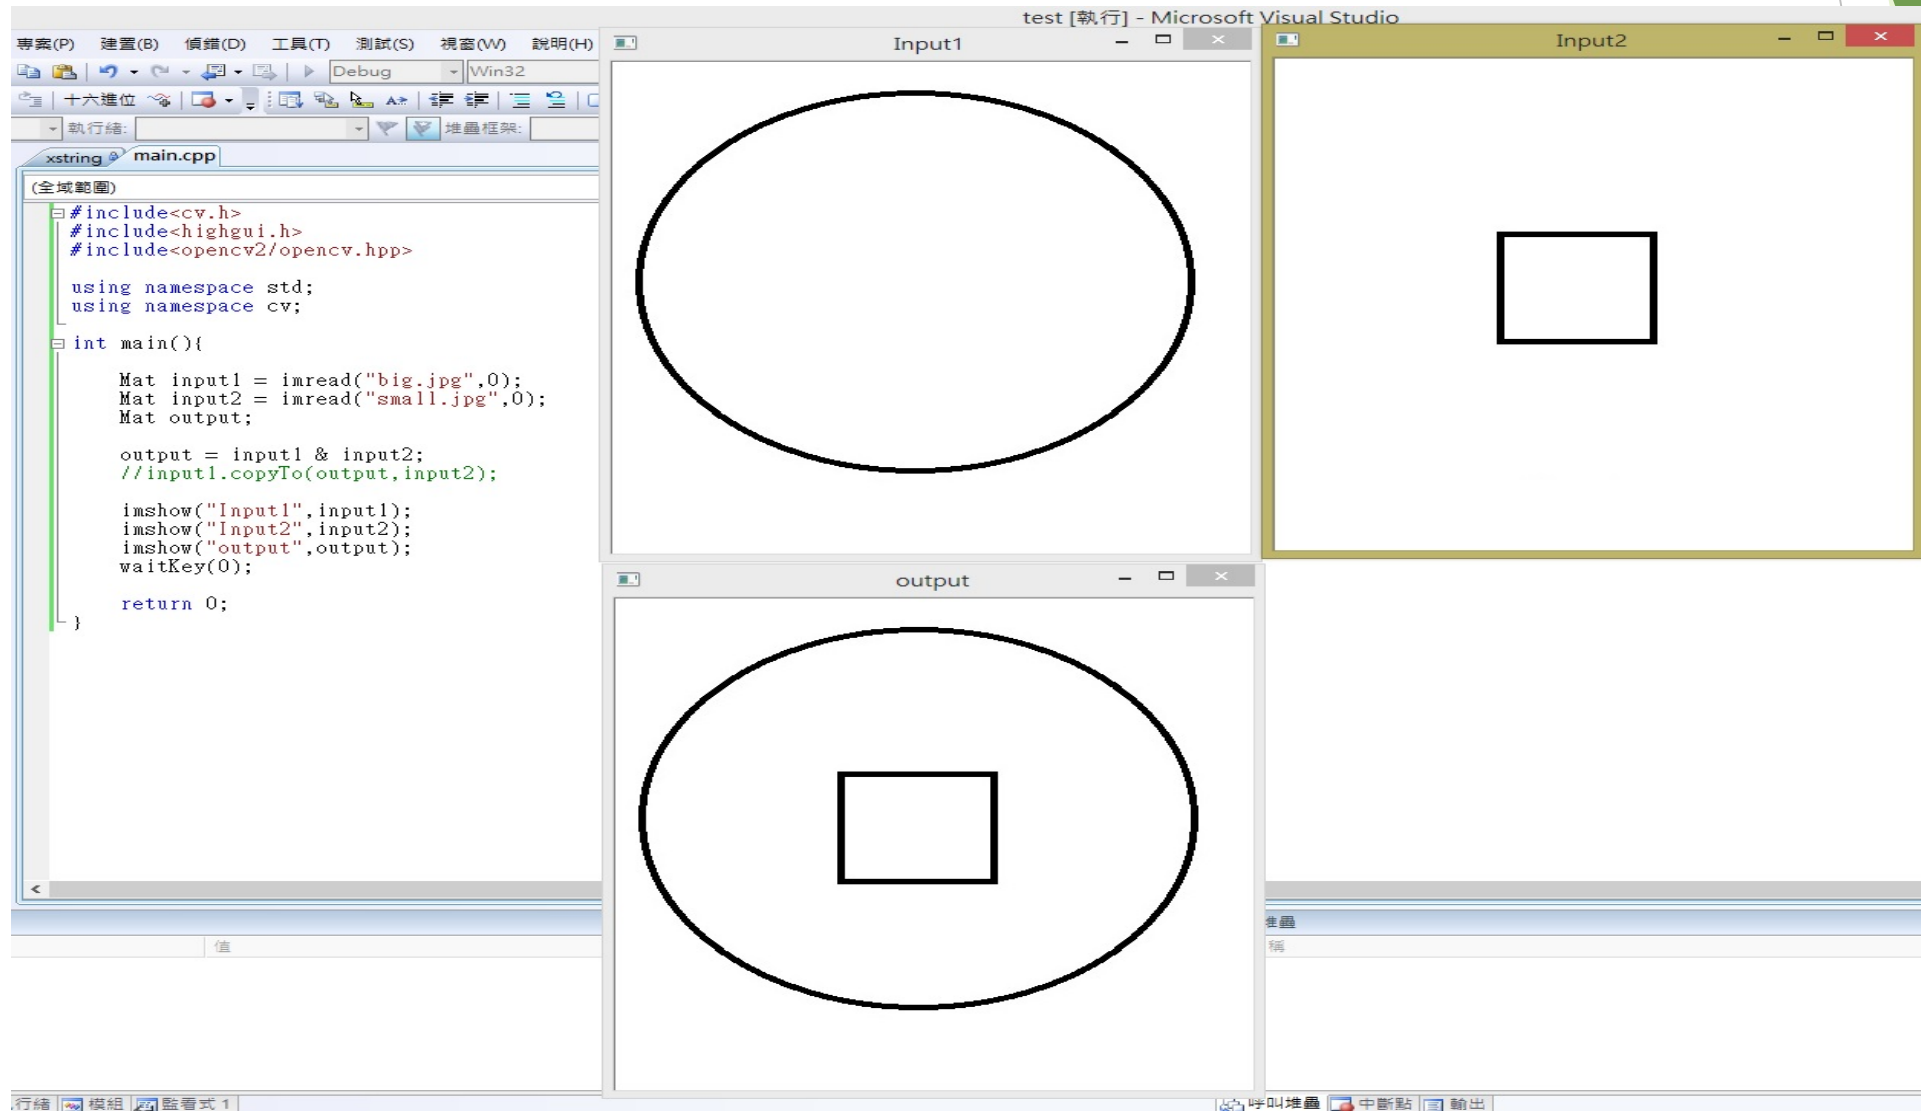 test [執行] - Microsoft Visual Studio
專案(P) 建置(B) 偵錯(D) 工具(T) 測試(S) 視窗(W) 說明(H)
Debug Win32
十六進位
執行緒: 堆疊框架:
xstring main.cpp
(全域範圍)
#include<cv.h>
#include<highgui.h>
#include<opencv2/opencv.hpp>
using namespace std;
using namespace cv;
int main(){
Mat input1 = imread("big.jpg",0);
Mat input2 = imread("small.jpg",0);
Mat output;
output = input1 & input2;
//input1.copyTo(output,input2);
imshow("Input1",input1);
imshow("Input2",input2);
imshow("output",output);
waitKey(0);
return 0;
}
Input1
Input2
output
值
堆疊
稱
行緒 模組 監看式 1
呼叫堆疊 中斷點 輸出